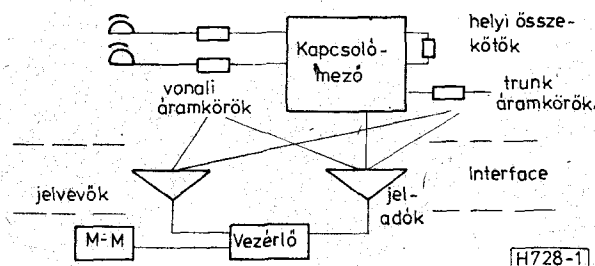 helyi össze-
kötők
Kapcsoló-
mező
trunk
áramkörök
vonali
áramkörök
Interface
jelvevők
jel-
adók
M-M
Vezérlő
H728-1